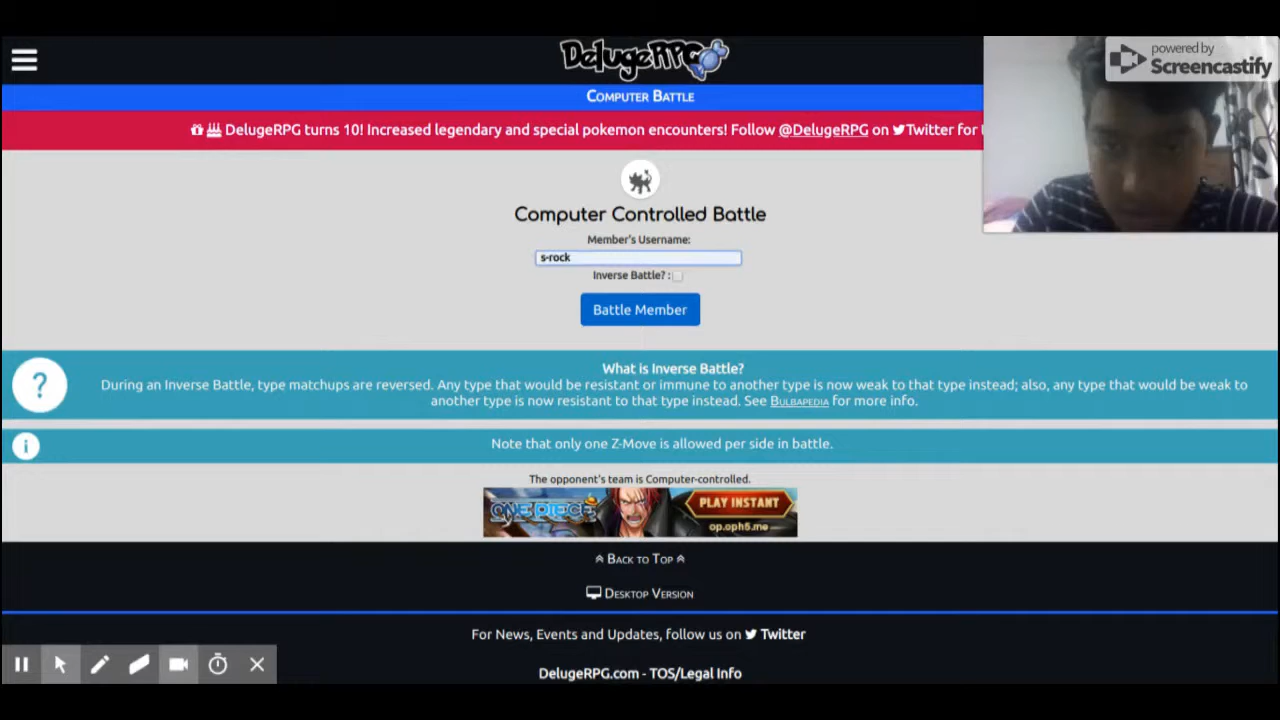 DelugeRPG
powered by
Screencastify
Computer Battle
DelugeRPG turns 10! Increased legendary and special pokemon encounters! Follow @DelugeRPG on Twitter for
Computer Controlled Battle
Member's Username:
s-rock
Inverse Battle? :
Battle Member
What is Inverse Battle?
During an Inverse Battle, type matchups are reversed. Any type that would be resistant or immune to another type is now weak to that type instead; also, any type that would be weak to
another type is now resistant to that type instead. See Bulbapedia for more info.
Note that only one Z-Move is allowed per side in battle.
The opponent's team is Computer-controlled.
ONE PIECE
PLAY INSTANT
op.oph5.me
Back to Top
Desktop Version
For News, Events and Updates, follow us on Twitter
DelugeRPG.com - TOS/Legal Info